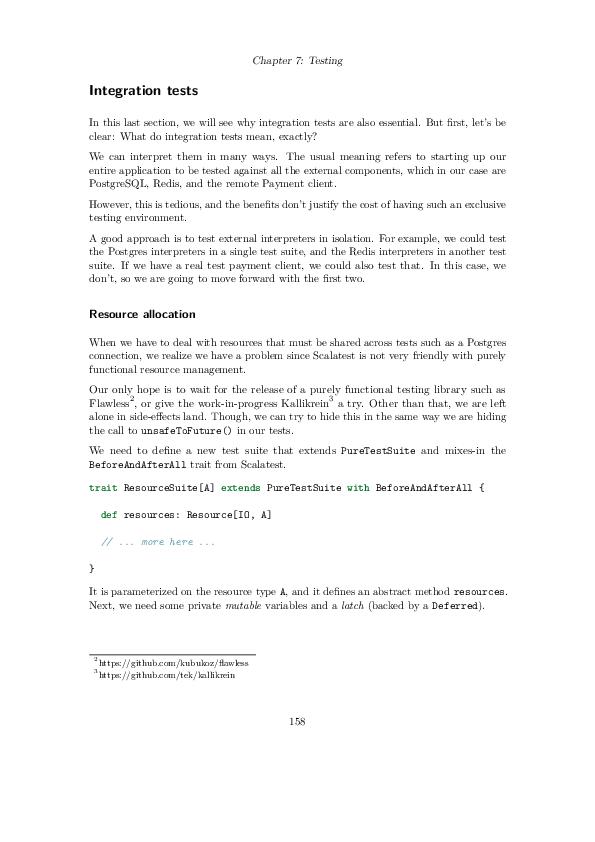 Chapter 7: Testing
Integration tests
In this last section, we will see why integration tests are also essential. But first, let's be
clear: What do integration tests mean, exactly?
We can interpret them in many ways. The usual meaning refers to starting up our
entire application to be tested against all the external components, which in our case are
PostgreSQL, Redis, and the remote Payment client.
However, this is tedious, and the benefits don't justify the cost of having such an exclusive
testing environment.
A good approach is to test external interpreters in isolation. For example, we could test
the Postgres interpreters in a single test suite, and the Redis interpreters in another test
suite. If we have a real test payment client, we could also test that. In this case, we
don't, so we are going to move forward with the first two.
Resource allocation
When we have to deal with resources that must be shared across tests such as a Postgres
connection, we realize we have a problem since Scalatest is not very friendly with purely
functional resource management.
Our only hope is to wait for the release of a purely functional testing library such as
Flawless2, or give the work-in-progress Kallikrein3 a try. Other than that, we are left
alone in side-effects land. Though, we can try to hide this in the same way we are hiding
the call to unsafeToFuture() in our tests.
We need to define a new test suite that extends PureTestSuite and mixes-in the
BeforeAndAfterAll trait from Scalatest.
trait ResourceSuite[A] extends PureTestSuite with BeforeAndAfterAll {
def resources: Resource[IO, A]
// ... more here ...
}
It is parameterized on the resource type A, and it defines an abstract method resources.
Next, we need some private mutable variables and a latch (backed by a Deferred).
2https://github.com/kubukoz/flawless
3https://github.com/tek/kallikrein
158